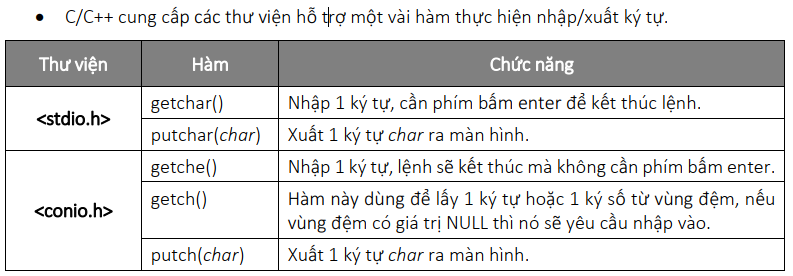 • C/C++ cung cấp các thư viện hỗ trợ một vài hàm thực hiện nhập/xuất ký tự.
Thư viện Hàm Chức năng
<stdio.h>
getchar() Nhập 1 ký tự, cần phím bấm enter để kết thúc lệnh.
putchar(char) Xuất 1 ký tự char ra màn hình.
<conio.h>
getche() Nhập 1 ký tự, lệnh sẽ kết thúc mà không cần phím bấm enter.
getch() Hàm này dùng để lấy 1 ký tự hoặc 1 ký số từ vùng đệm, nếu
vùng đệm có giá trị NULL thì nó sẽ yêu cầu nhập vào.
putch(char) Xuất 1 ký tự char ra màn hình.